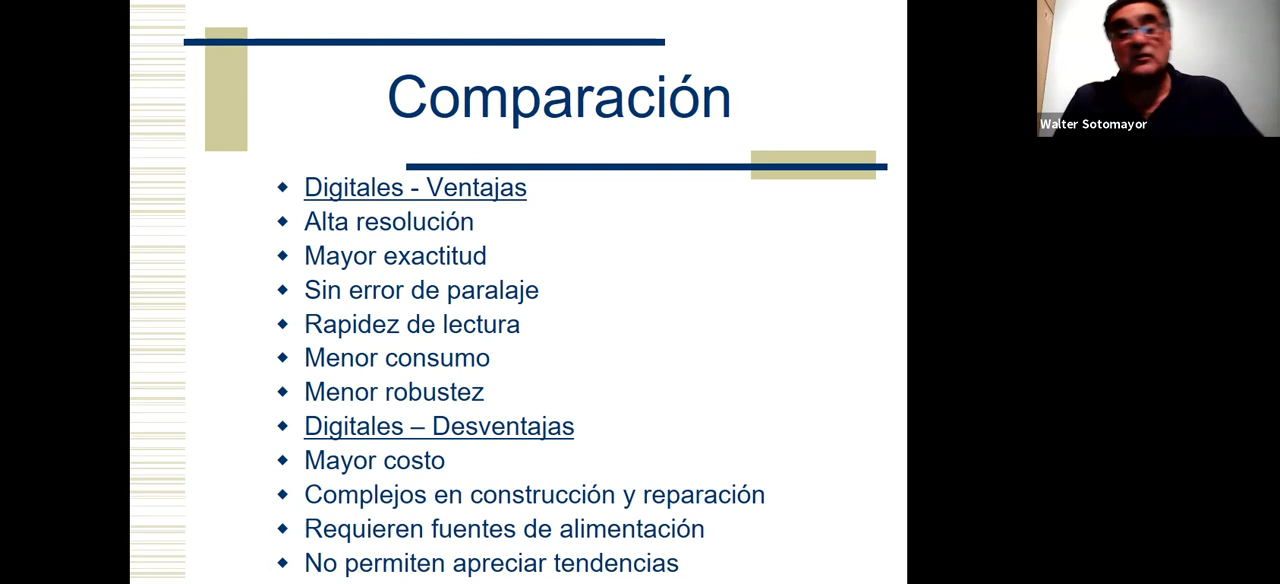 Comparación
Walter Sotomayor
Digitales - Ventajas
Alta resolución
Mayor exactitud
Sin error de paralaje
Rapidez de lectura
Menor consumo
Menor robustez
Digitales – Desventajas
Mayor costo
Complejos en construcción y reparación
Requieren fuentes de alimentación
No permiten apreciar tendencias